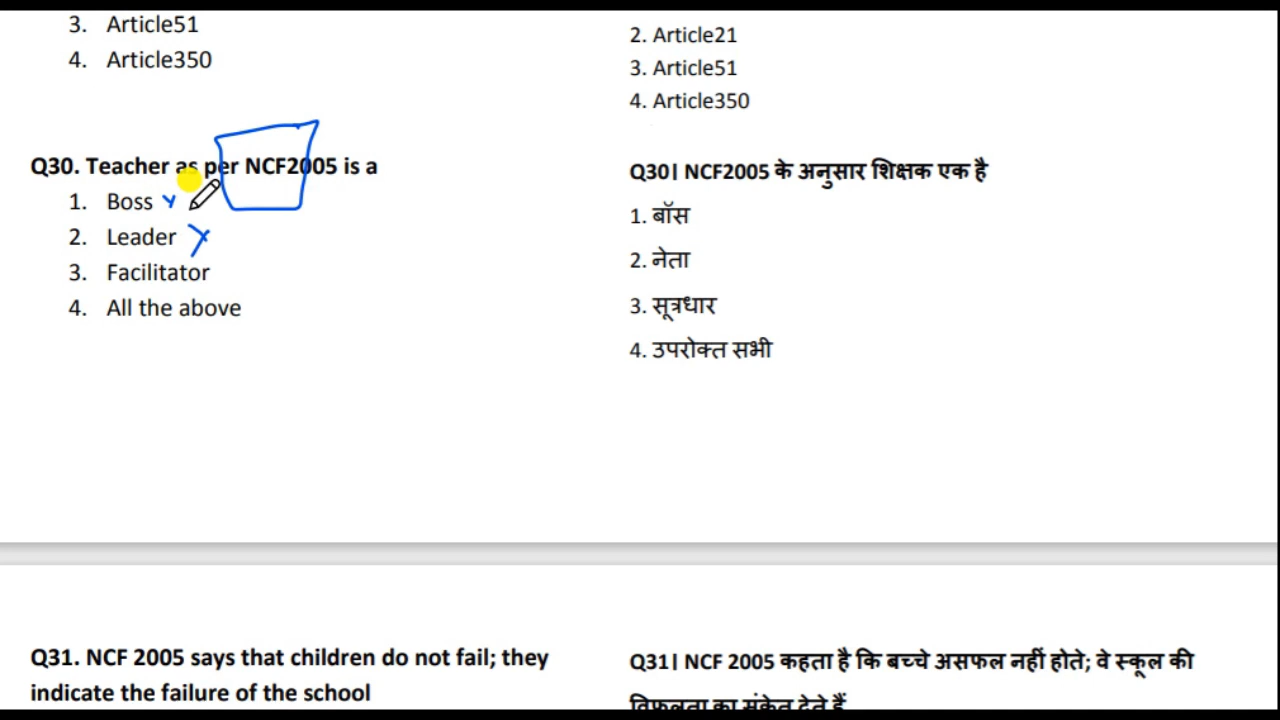 3. Article51
4. Article350
Q30. Teacher as per NCF2005 is a
1. Boss
2. Leader
3. Facilitator
4. All the above
Q31. NCF 2005 says that children do not fail; they
indicate the failure of the school
2. Article21
3. Article51
4. Article350
Q30। NCF2005 के अनुसार शिक्षक एक है
1. बॉस
2. नेता
3. सूत्रधार
4. उपरोक्त सभी
Q31। NCF 2005 कहता है कि बच्चे असफल नहीं होते; वे स्कूल की
विफलता का संकेत देते हैं